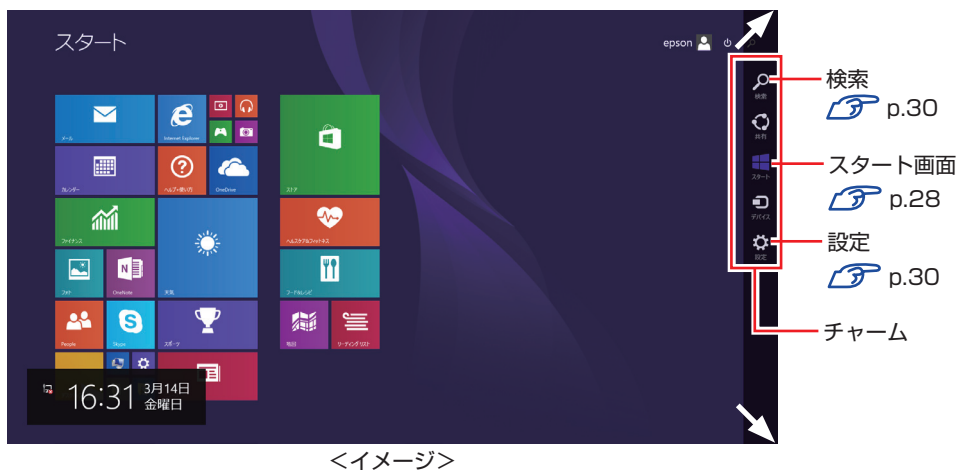 スタート
epson
メール
Internet Explorer
カレンダー
ヘルプ+使い方
OneDrive
ストア
ファイナンス
天気
ヘルスケア&フィットネス
フォト
OneNote
フード&レシピ
People
Skype
スポーツ
地図
リーディング リスト
16:31
3月14日
金曜日
検索
共有
スタート
デバイス
設定
検索
p.30
スタート画面
p.28
設定
p.30
チャーム
<イメージ>